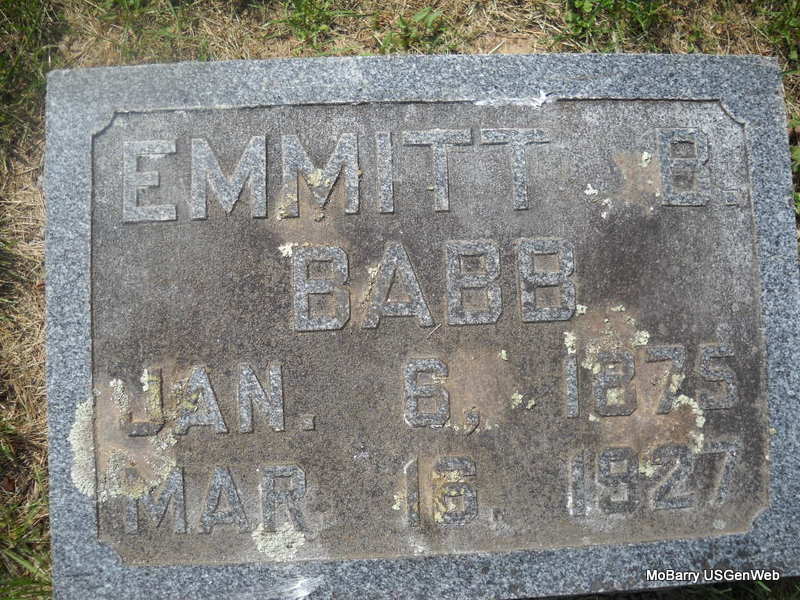 EMMITT B.
BABB
JAN. 6, 1875
MAR. 16, 1927
MoBarry USGenWeb